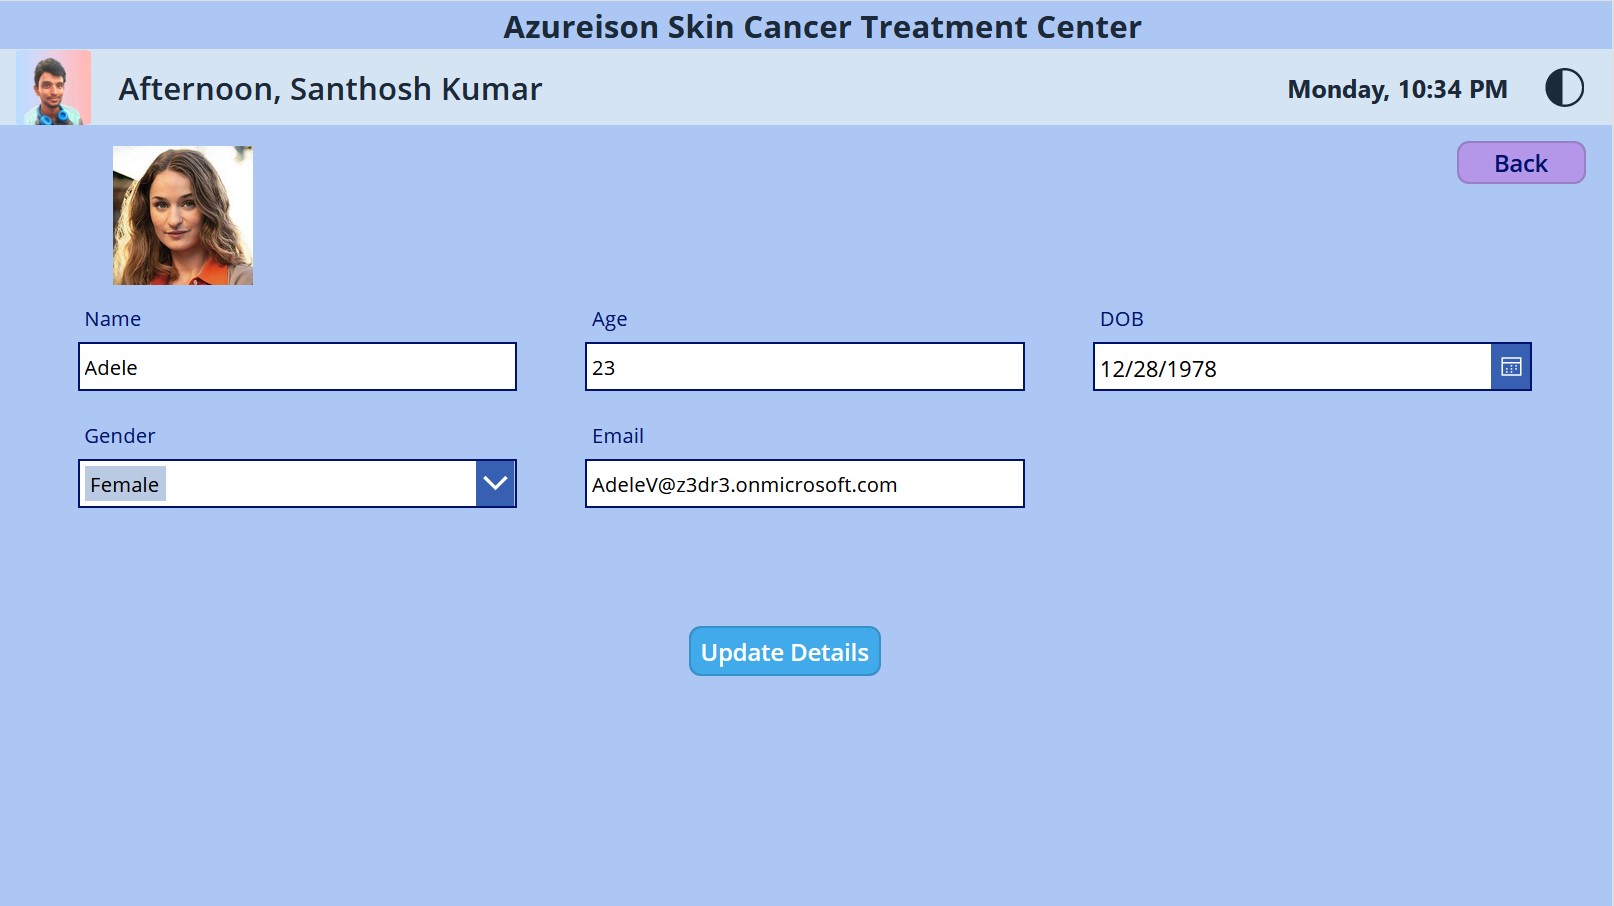 Azureison Skin Cancer Treatment Center
Afternoon, Santhosh Kumar
Monday, 10:34 PM
Back
Name
Age
DOB
Adele
23
12/28/1978
Gender
Email
Female
AdeleV@z3dr3.onmicrosoft.com
Update Details